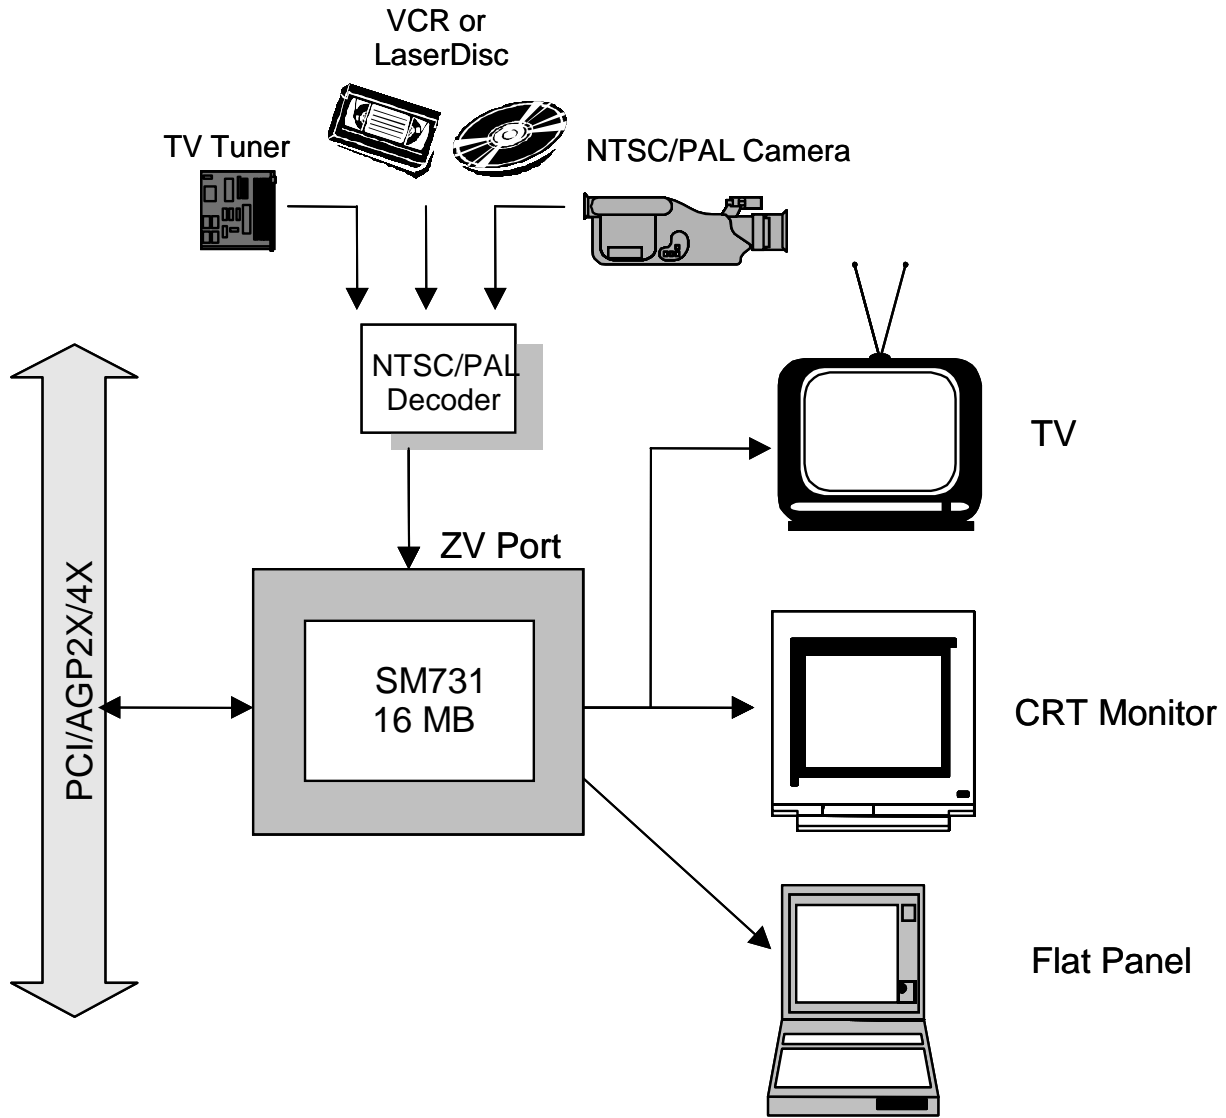 VCR or
LaserDisc
TV Tuner
NTSC/PAL Camera
NTSC/PAL
Decoder
TV
ZV Port
PCI/AGP2X/4X
SM731
16 MB
CRT Monitor
Flat Panel